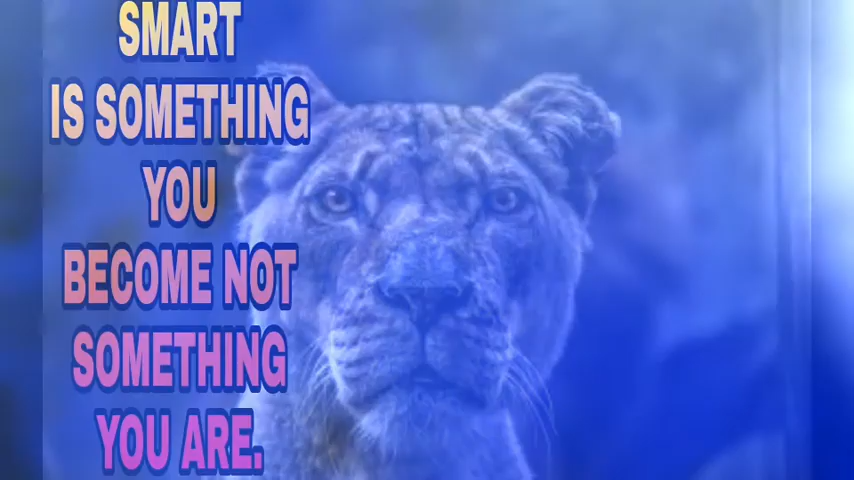 SMART
IS SOMETHING
YOU
BECOME NOT
SOMETHING
YOU ARE.